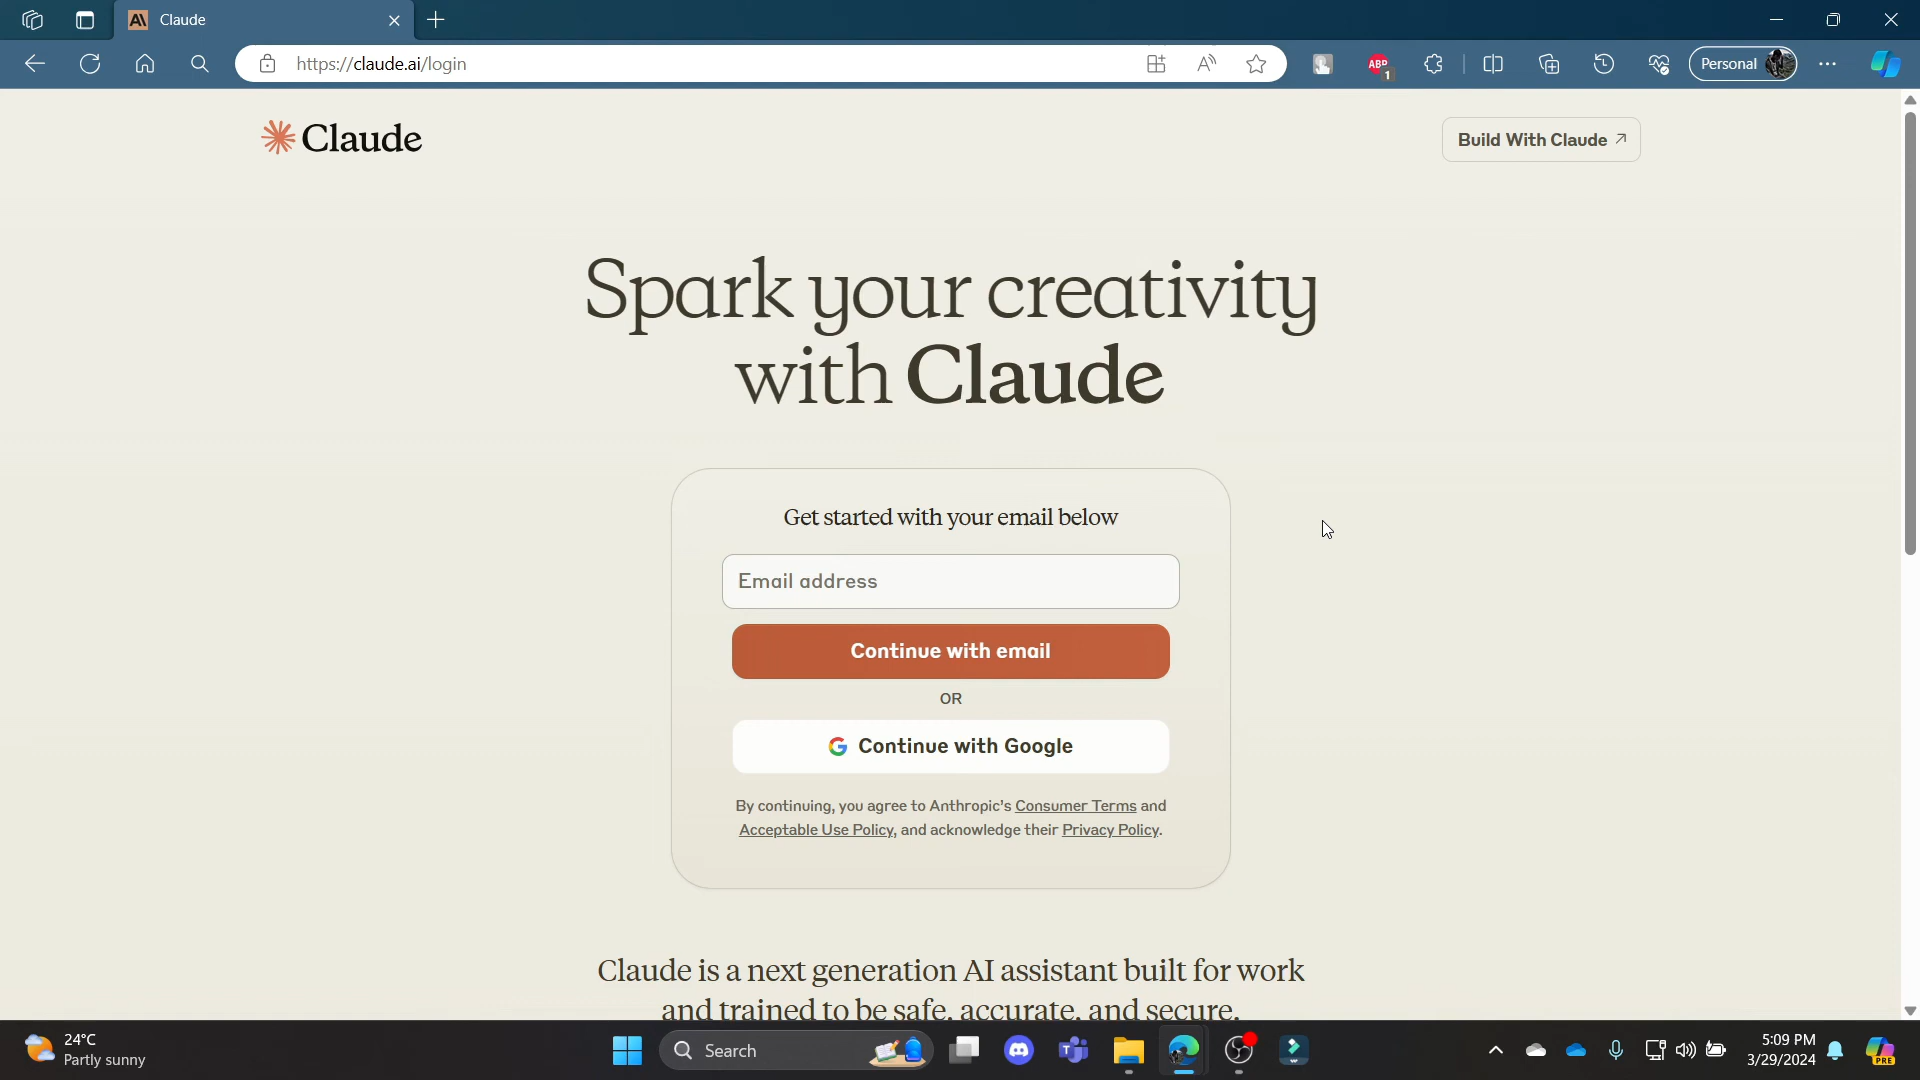 Claude
https://claude.ai/login
ABP
1
Personal
Claude
Build With Claude
Spark your creativity
with Claude
Get started with your email below
Email address
Continue with email
OR
Continue with Google
By continuing, you agree to Anthropic's Consumer Terms and
Acceptable Use Policy, and acknowledge their Privacy Policy.
Claude is a next generation AI assistant built for work
and trained to be safe, accurate, and secure.
24°C
Partly sunny
Search
5:09 PM
3/29/2024
PRE